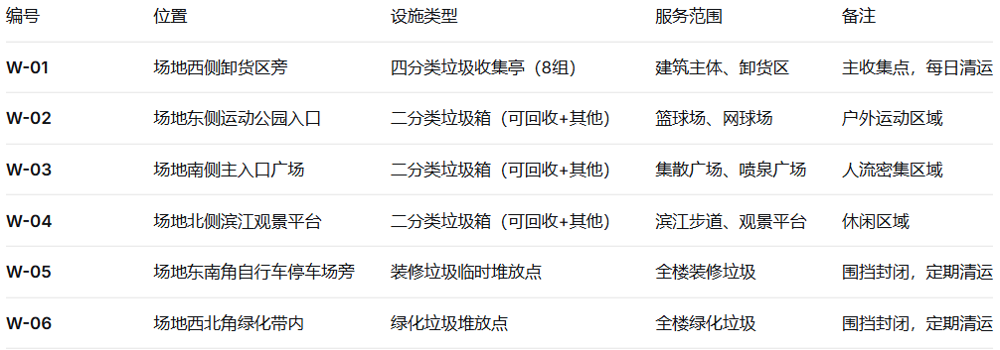 编号 位置 设施类型 服务范围 备注
W-01 场地西侧卸货区旁 四分类垃圾收集亭（8组） 建筑主体、卸货区 主收集点，每日清运
W-02 场地东侧运动公园入口 二分类垃圾箱（可回收+其他） 篮球场、网球场 户外运动区域
W-03 场地南侧主入口广场 二分类垃圾箱（可回收+其他） 集散广场、喷泉广场 人流密集区域
W-04 场地北侧滨江观景平台 二分类垃圾箱（可回收+其他） 滨江步道、观景平台 休闲区域
W-05 场地东南角自行车停车场旁 装修垃圾临时堆放点 全楼装修垃圾 围挡封闭，定期清运
W-06 场地西北角绿化带内 绿化垃圾堆放点 全楼绿化垃圾 围挡封闭，定期清运